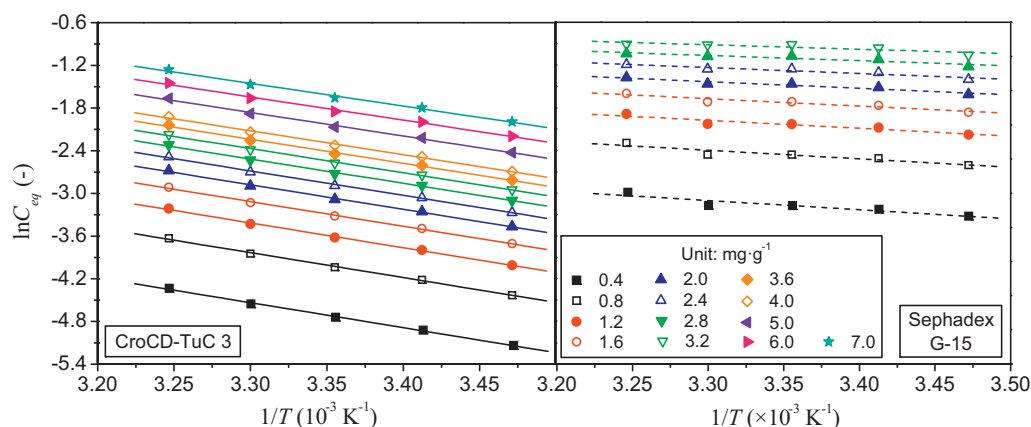 -0.6
-1.2
-1.8
-2.4
-3.0
-3.6
-4.2
-4.8
-5.4
lnC_eq (-)
CroCD-TuC 3
3.20 3.25 3.30 3.35 3.40 3.45 3.20 3.25 3.30 3.35 3.40 3.45 3.50
1/T (10^-3 K^-1) 1/T (×10^-3 K^-1)
Unit: mg·g^-1
0.4 2.0 3.6
0.8 2.4 4.0
1.2 2.8 5.0
1.6 3.2 6.0 7.0
Sephadex
G-15